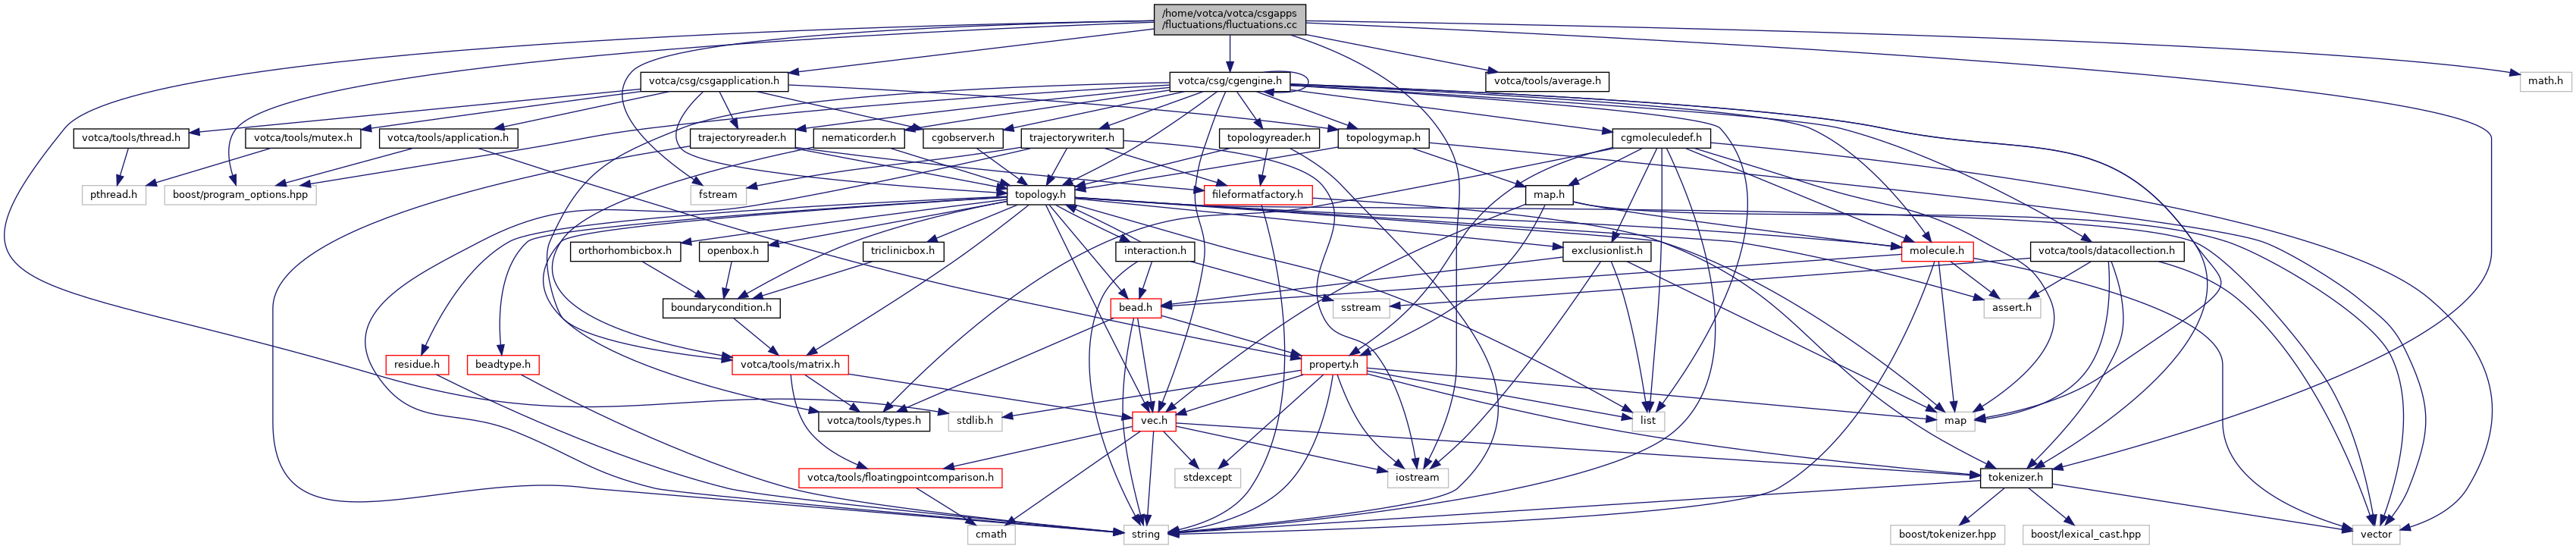 /home/votca/votca/csgapps
/fluctuations/fluctuations.cc
votca/csg/csgapplication.h
votca/csg/cgengine.h
votca/tools/average.h
math.h
votca/tools/thread.h
votca/tools/mutex.h
votca/tools/application.h
trajectoryreader.h
nematicorder.h
cgobserver.h
trajectorywriter.h
topologyreader.h
topologymap.h
cgmoleculedef.h
pthread.h
boost/program_options.hpp
fstream
topology.h
fileformatfactory.h
map.h
orthorhombicbox.h
openbox.h
triclinicbox.h
interaction.h
exclusionlist.h
molecule.h
votca/tools/datacollection.h
boundarycondition.h
bead.h
sstream
assert.h
residue.h
beadtype.h
votca/tools/matrix.h
property.h
votca/tools/types.h
stdlib.h
vec.h
list
map
votca/tools/floatingpointcomparison.h
stdexcept
iostream
tokenizer.h
cmath
string
boost/tokenizer.hpp
boost/lexical_cast.hpp
vector